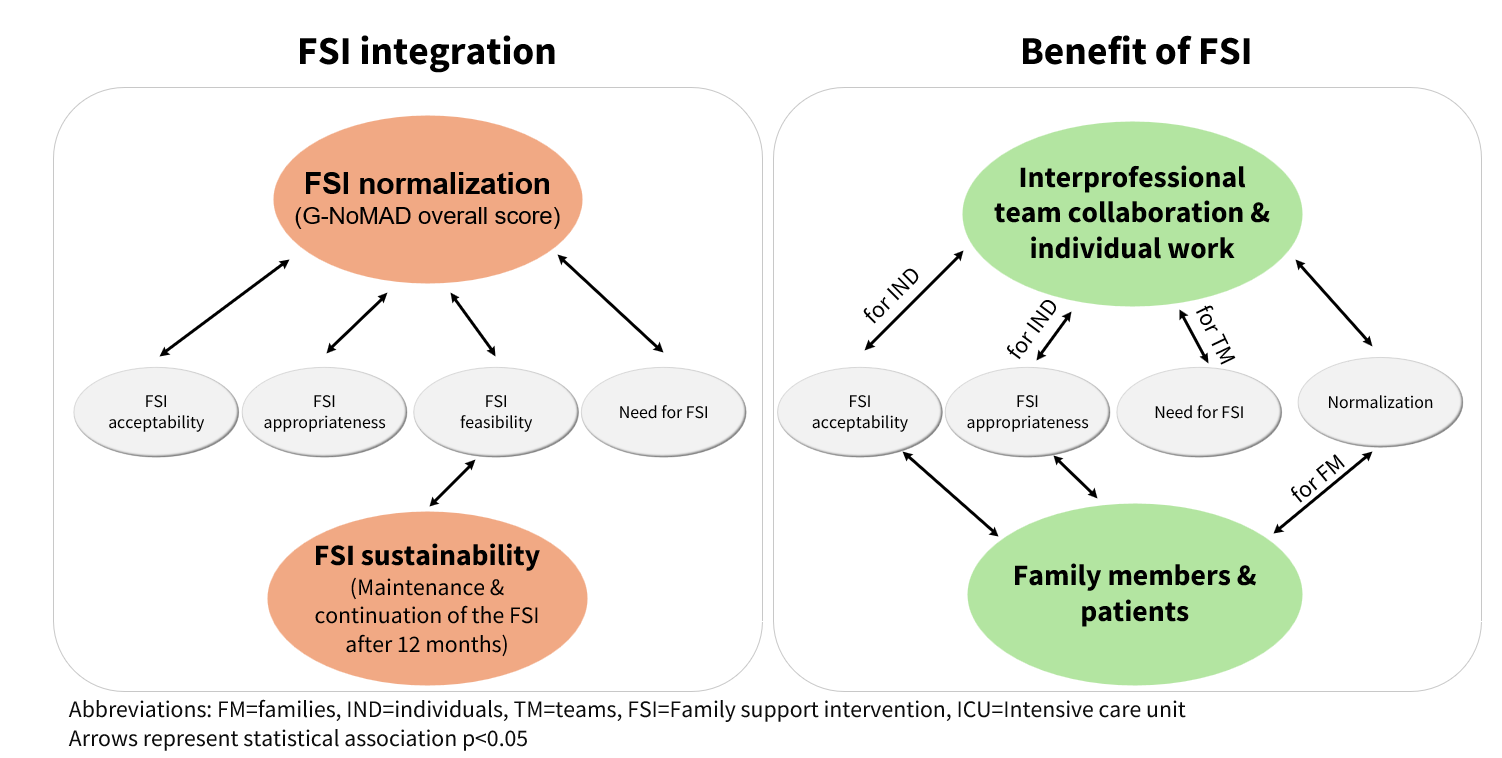 FSI integration
FSI normalization
(G-NoMAD overall score)
FSI
acceptability
FSI
appropriateness
FSI
feasibility
Need for FSI
FSI sustainability
(Maintenance &
continuation of the FSI
after 12 months)
Benefit of FSI
Interprofessional
team collaboration &
individual work
for IND
for IND
for TM
FSI
acceptability
FSI
appropriateness
Need for FSI
Normalization
for FM
Family members &
patients
Abbreviations: FM=families, IND=individuals, TM=teams, FSI=Family support intervention, ICU=Intensive care unit
Arrows represent statistical association p<0.05